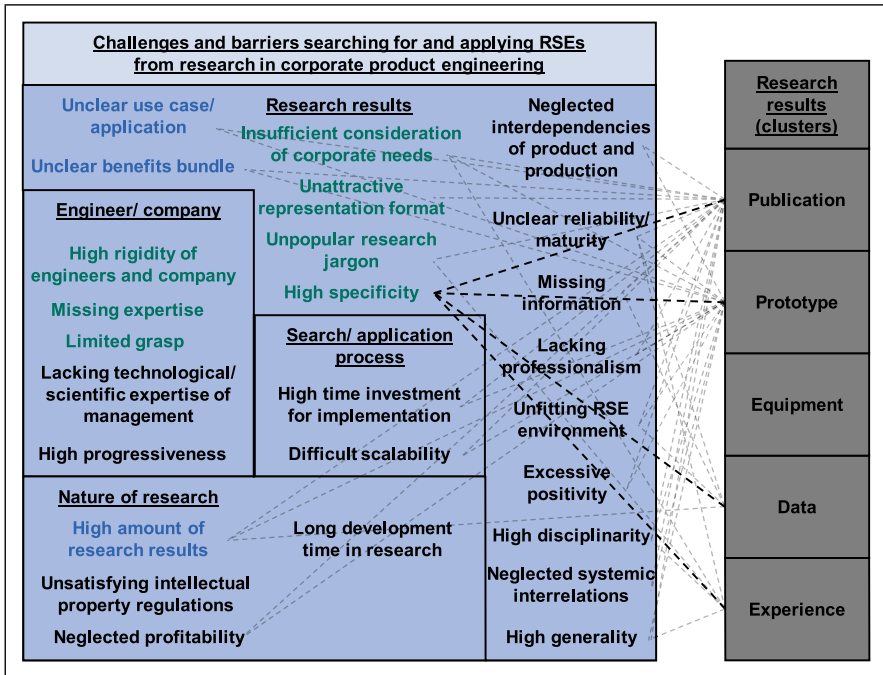 Challenges and barriers searching for and applying RSEs
from research in corporate product engineering
Unclear use case/
application
Unclear benefits bundle
Research results
Insufficient consideration
of corporate needs
Unattractive
representation format
Unpopular research
jargon
High specificity
Neglected
interdependencies
of product and
production
Unclear reliability/
maturity
Missing
information
Lacking
professionalism
Unfitting RSE
environment
Excessive
positivity
High disciplinarity
Neglected systemic
interrelations
High generality
Engineer/ company
High rigidity of
engineers and company
Missing expertise
Limited grasp
Lacking technological/
scientific expertise of
management
High progressiveness
Search/ application
process
High time investment
for implementation
Difficult scalability
Nature of research
High amount of
research results
Unsatisfying intellectual
property regulations
Neglected profitability
Long development
time in research
Research
results
(clusters)
Publication
Prototype
Equipment
Data
Experience